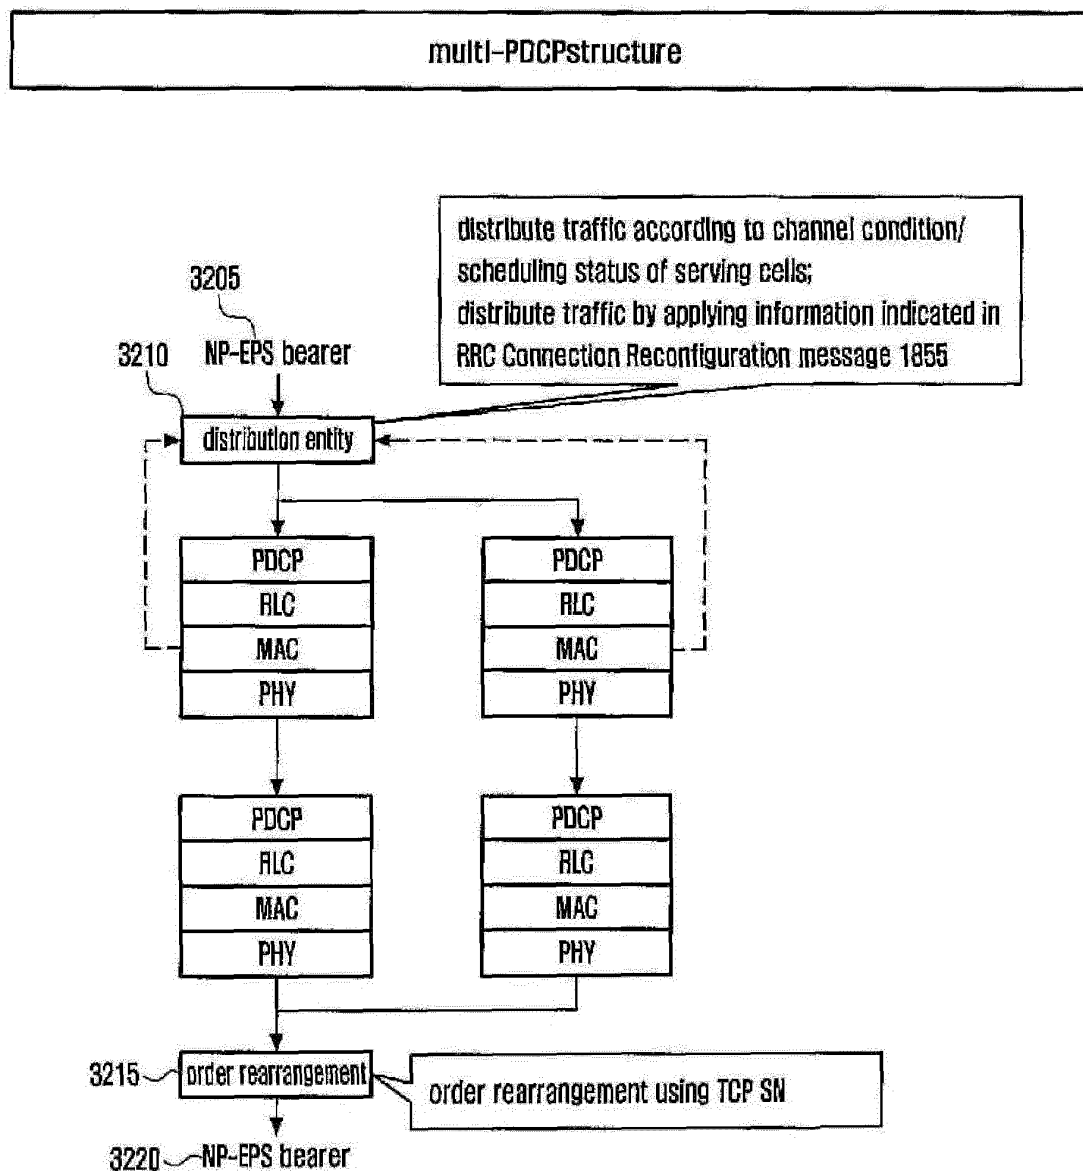 multi-PDCPstructure
distribute traffic according to channel condition/
scheduling status of serving cells;
distribute traffic by applying information indicated in
RRC Connection Reconfiguration message 1855
3205
NP-EPS bearer
3210
distribution entity
PDCP
RLC
MAC
PHY
PDCP
RLC
MAC
PHY
PDCP
RLC
MAC
PHY
PDCP
RLC
MAC
PHY
3215
order rearrangement
order rearrangement using TCP SN
3220
NP-EPS bearer